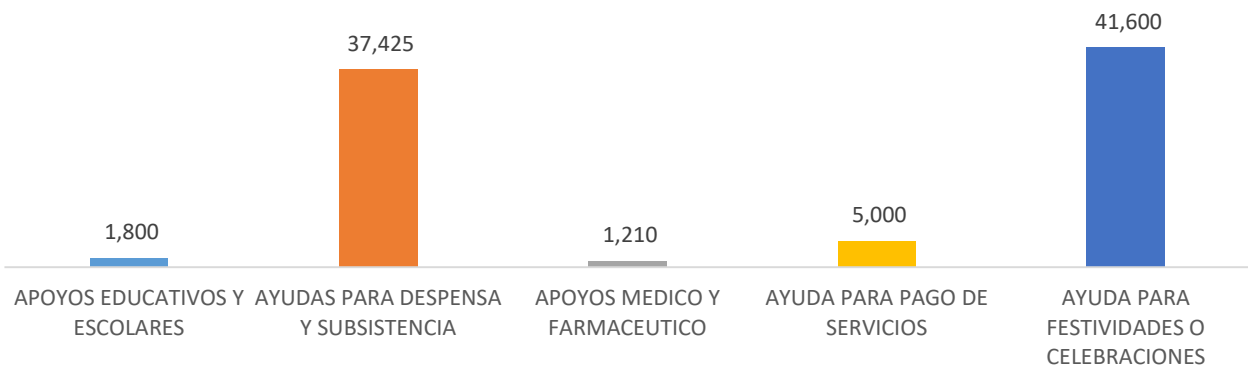 41,600
37,425
5,000
1,800
1,210
APOYOS EDUCATIVOS Y
ESCOLARES
AYUDAS PARA DESPENSA
Y SUBSISTENCIA
APOYOS MEDICO Y
FARMACEUTICO
AYUDA PARA PAGO DE
SERVICIOS
AYUDA PARA
FESTIVIDADES O
CELEBRACIONES